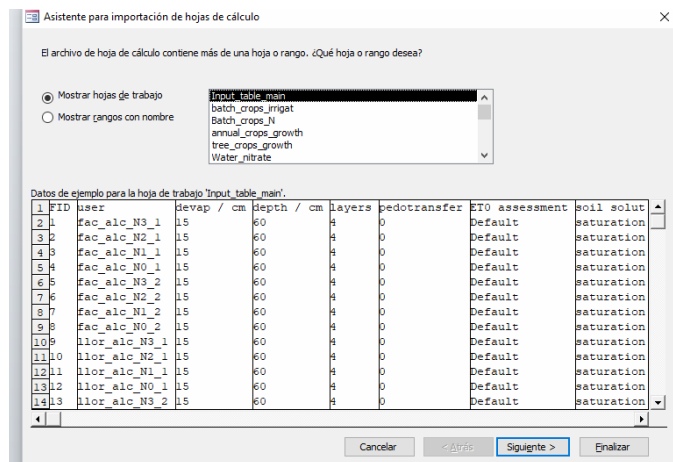 Asistente para importación de hojas de cálculo
El archivo de hoja de cálculo contiene más de una hoja o rango. ¿Qué hoja o rango desea?
Mostrar hojas de trabajo
Mostrar rangos con nombre
Input_table_main
batch_crops_irrigat
Batch_crops_N
annual_crops_growth
tree_crops_growth
Water_nitrate
Datos de ejemplo para la hoja de trabajo 'Input_table_main'.
1 FID user devap / cm depth / cm layers pedotransfer ET0 assessment soil solut
2 1 fac_alc_N3_1 15 60 4 0 Default saturation
3 2 fac_alc_N2_1 15 60 4 0 Default saturation
4 3 fac_alc_N1_1 15 60 4 0 Default saturation
5 4 fac_alc_N0_1 15 60 4 0 Default saturation
6 5 fac_alc_N3_2 15 60 4 0 Default saturation
7 6 fac_alc_N2_2 15 60 4 0 Default saturation
8 7 fac_alc_N1_2 15 60 4 0 Default saturation
9 8 fac_alc_N0_2 15 60 4 0 Default saturation
10 9 llor_alc_N3_1 15 60 4 0 Default saturation
11 10 llor_alc_N2_1 15 60 4 0 Default saturation
12 11 llor_alc_N1_1 15 60 4 0 Default saturation
13 12 llor_alc_N0_1 15 60 4 0 Default saturation
14 13 llor_alc_N3_2 15 60 4 0 Default saturation
Cancelar < Atrás Siguiente > Finalizar